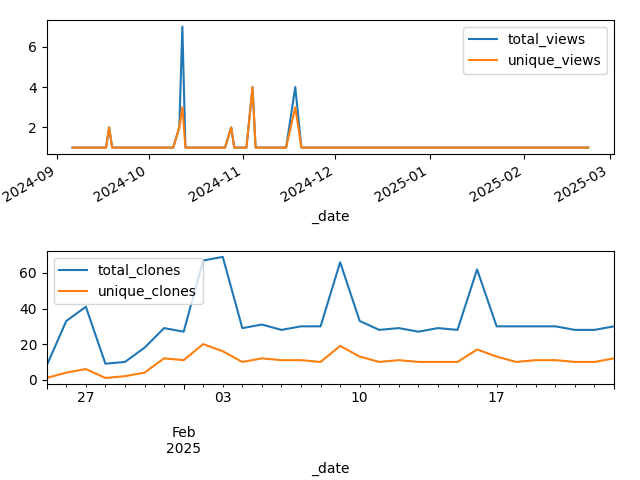 total_views
unique_views
6
4
2
2024-09
2024-10
2024-11
2024-12
2025-01
2025-02
2025-03
_date
total_clones
unique_clones
60
40
20
0
27
03
10
17
Feb
2025
_date